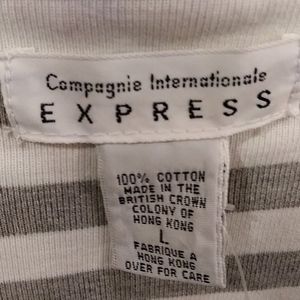 Compagnie Internationale
EXPRESS
100% COTTON
MADE IN THE
BRITISH CROWN
COLONY OF
HONG KONG
L
FABRIQUE A
HONG KONG
OVER FOR CARE